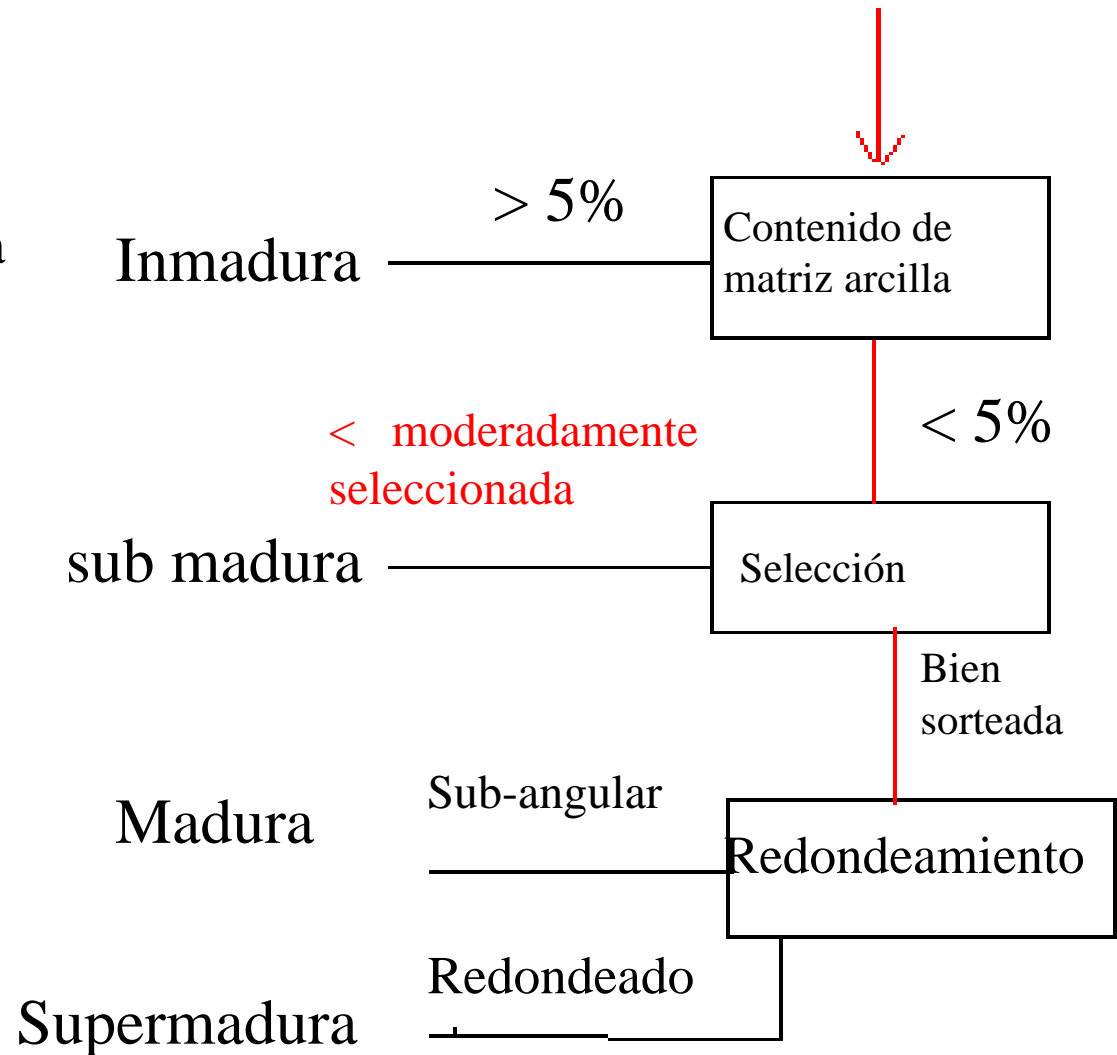 > 5%
Contenido de
matriz arcilla
Inmadura
< 5%
< moderadamente
seleccionada
sub madura
Selección
Bien
sorteada
Sub-angular
Madura
Redondeamiento
Redondeado
Supermadura